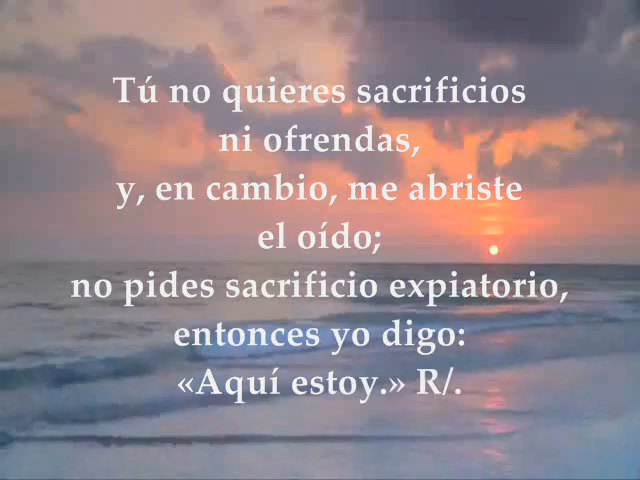 Tú no quieres sacrificios
ni ofrendas,
y, en cambio, me abriste
el oído;
no pides sacrificio expiatorio,
entonces yo digo:
«Aquí estoy.» R/.